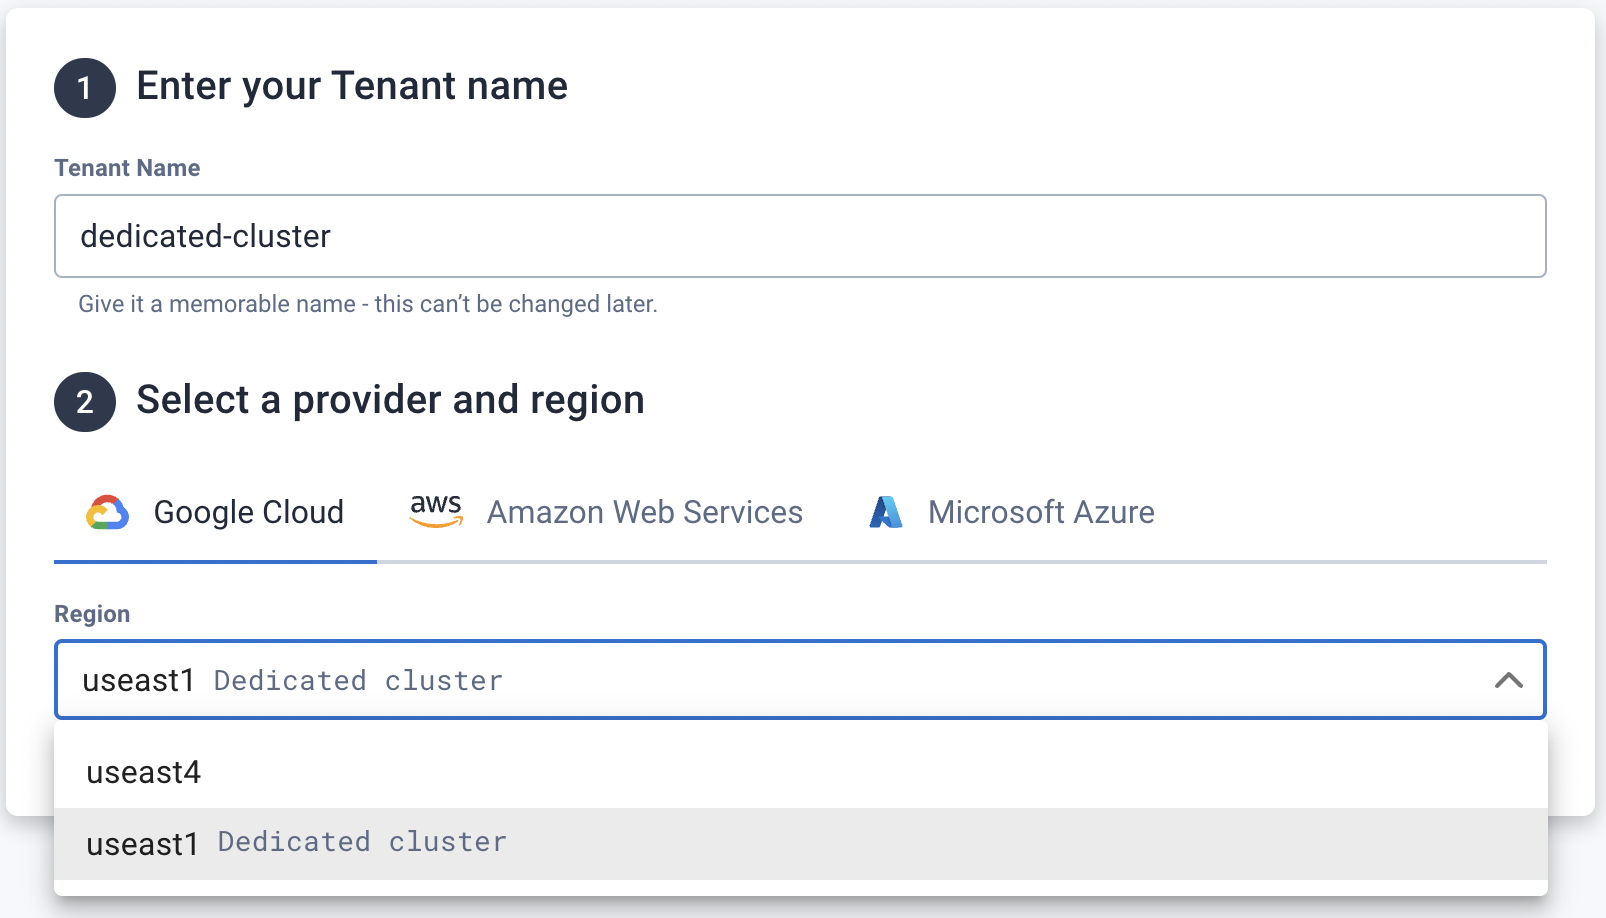 1 Enter your Tenant name
Tenant Name
dedicated-cluster
Give it a memorable name - this can’t be changed later.
2 Select a provider and region
Google Cloud aws Amazon Web Services Microsoft Azure
Region
useast1 Dedicated cluster
useast4
useast1 Dedicated cluster